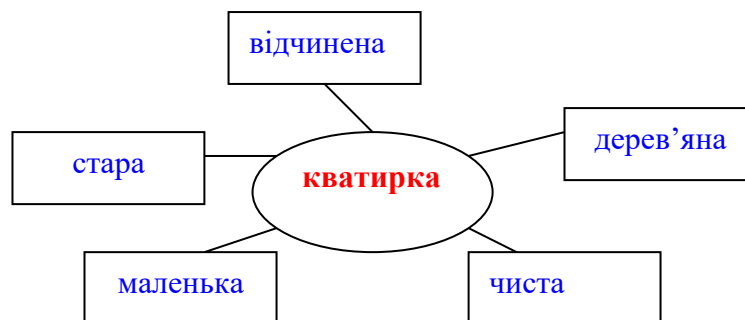 відчинена
дерев’яна
стара
кватирка
маленька
чиста